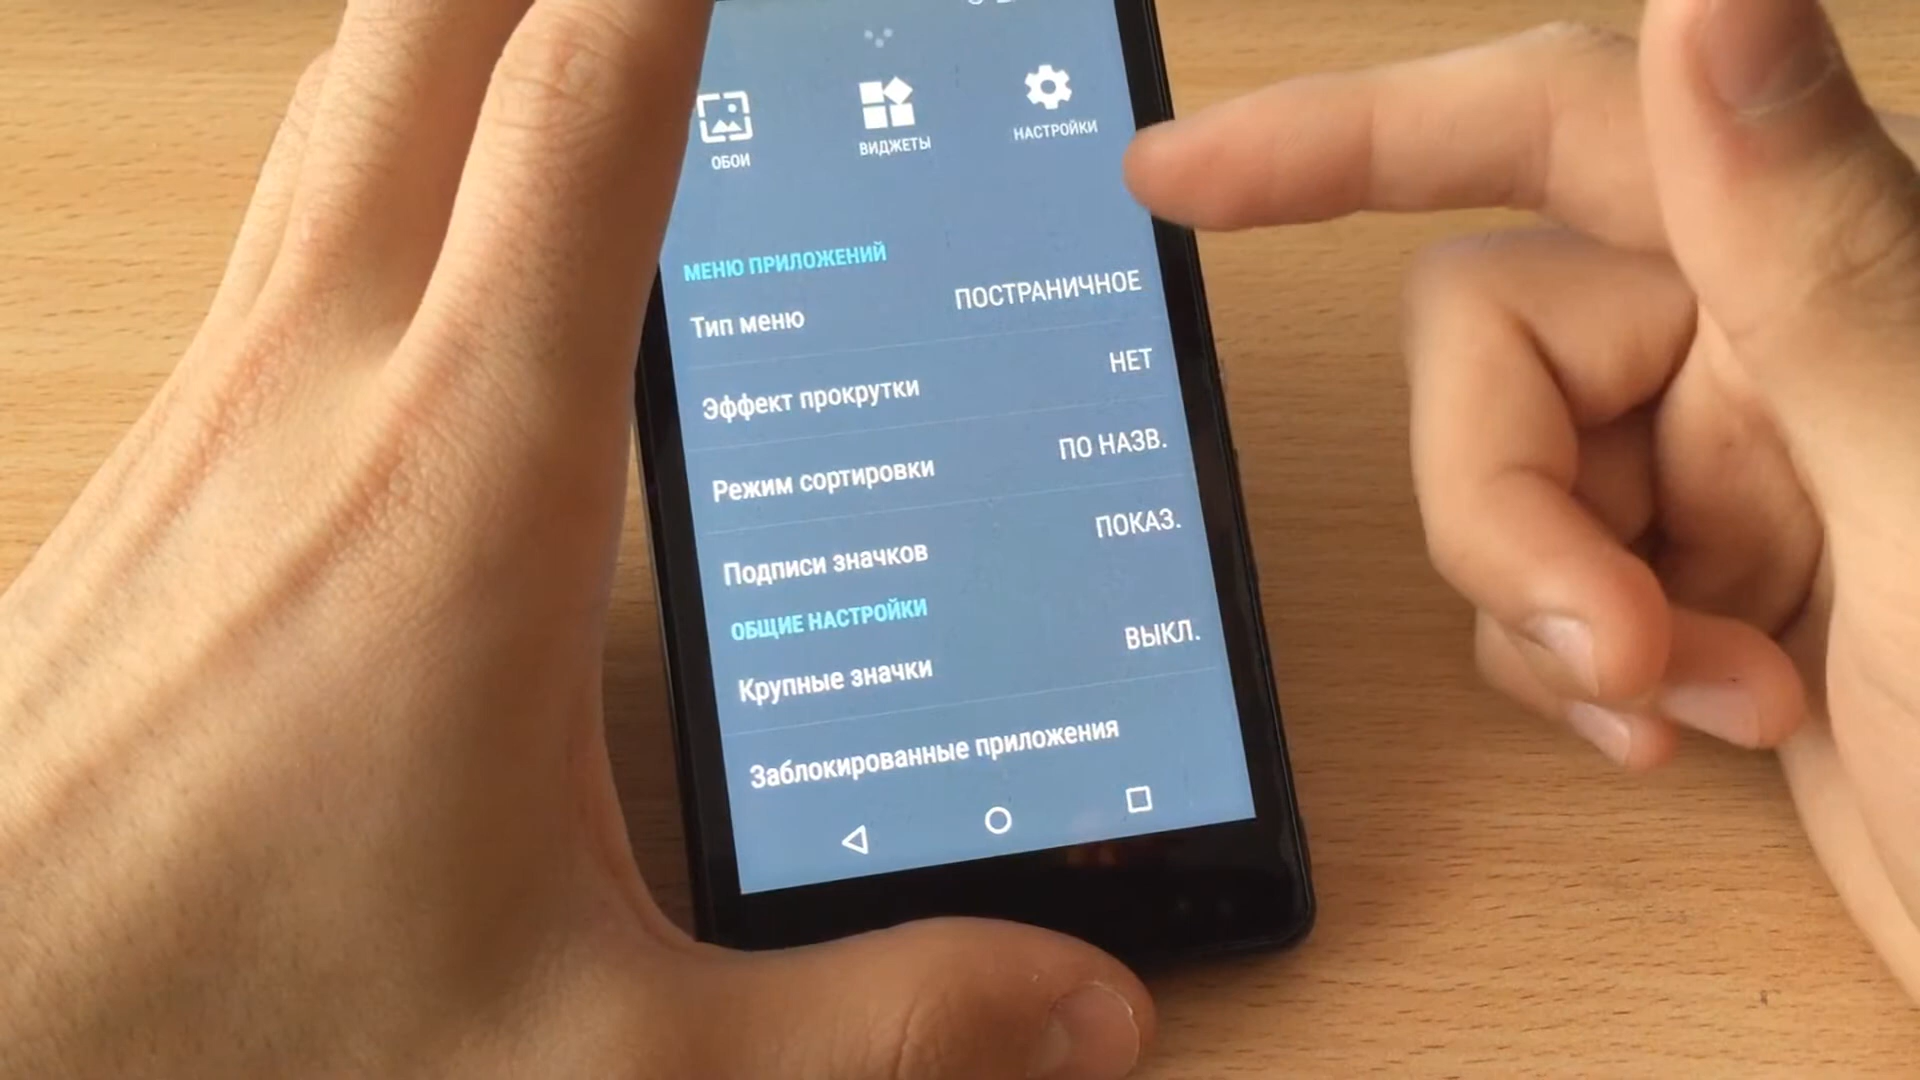 ОБОИ
ВИДЖЕТЫ
НАСТРОЙКИ
МЕНЮ ПРИЛОЖЕНИЙ
Тип меню ПОСТРАНИЧНОЕ
Эффект прокрутки НЕТ
Режим сортировки ПО НАЗВ.
Подписи значков ПОКАЗ.
ОБЩИЕ НАСТРОЙКИ
Крупные значки ВЫКЛ.
Заблокированные приложения